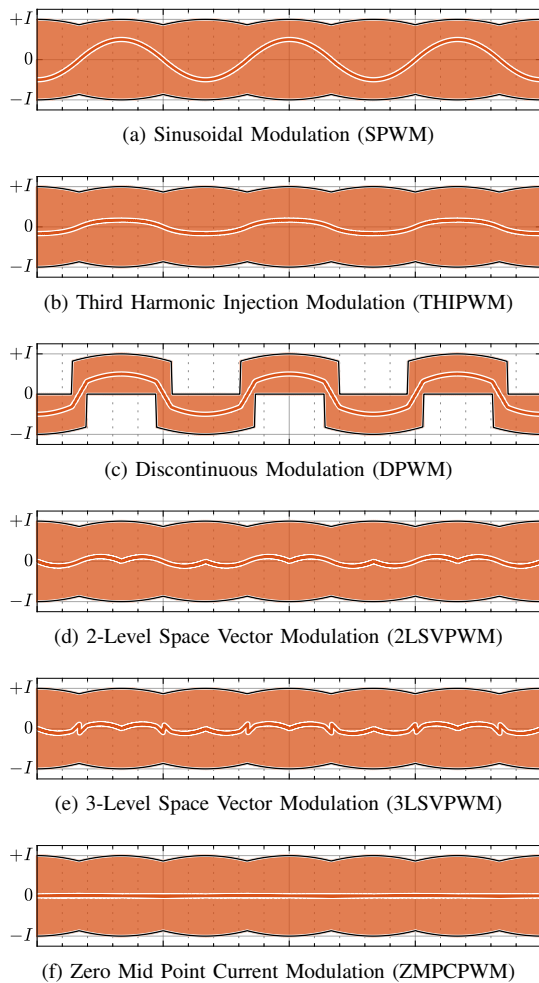 +I
0
−I
(a) Sinusoidal Modulation (SPWM)
+I
0
−I
(b) Third Harmonic Injection Modulation (THIPWM)
+I
0
−I
(c) Discontinuous Modulation (DPWM)
+I
0
−I
(d) 2-Level Space Vector Modulation (2LSVPWM)
+I
0
−I
(e) 3-Level Space Vector Modulation (3LSVPWM)
+I
0
−I
(f) Zero Mid Point Current Modulation (ZMPCPWM)